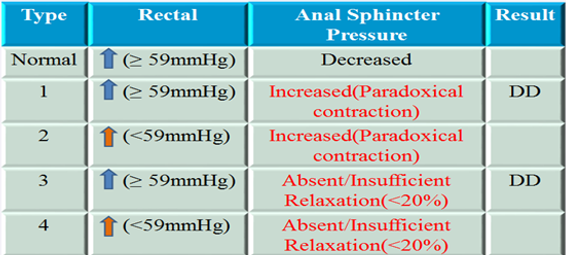 Type Rectal Anal Sphincter Pressure Result
Normal (≥ 59mmHg) Decreased
1 (≥ 59mmHg) Increased(Paradoxical contraction) DD
2 (<59mmHg) Increased(Paradoxical contraction)
3 (≥ 59mmHg) Absent/Insufficient Relaxation(<20%) DD
4 (<59mmHg) Absent/Insufficient Relaxation(<20%)